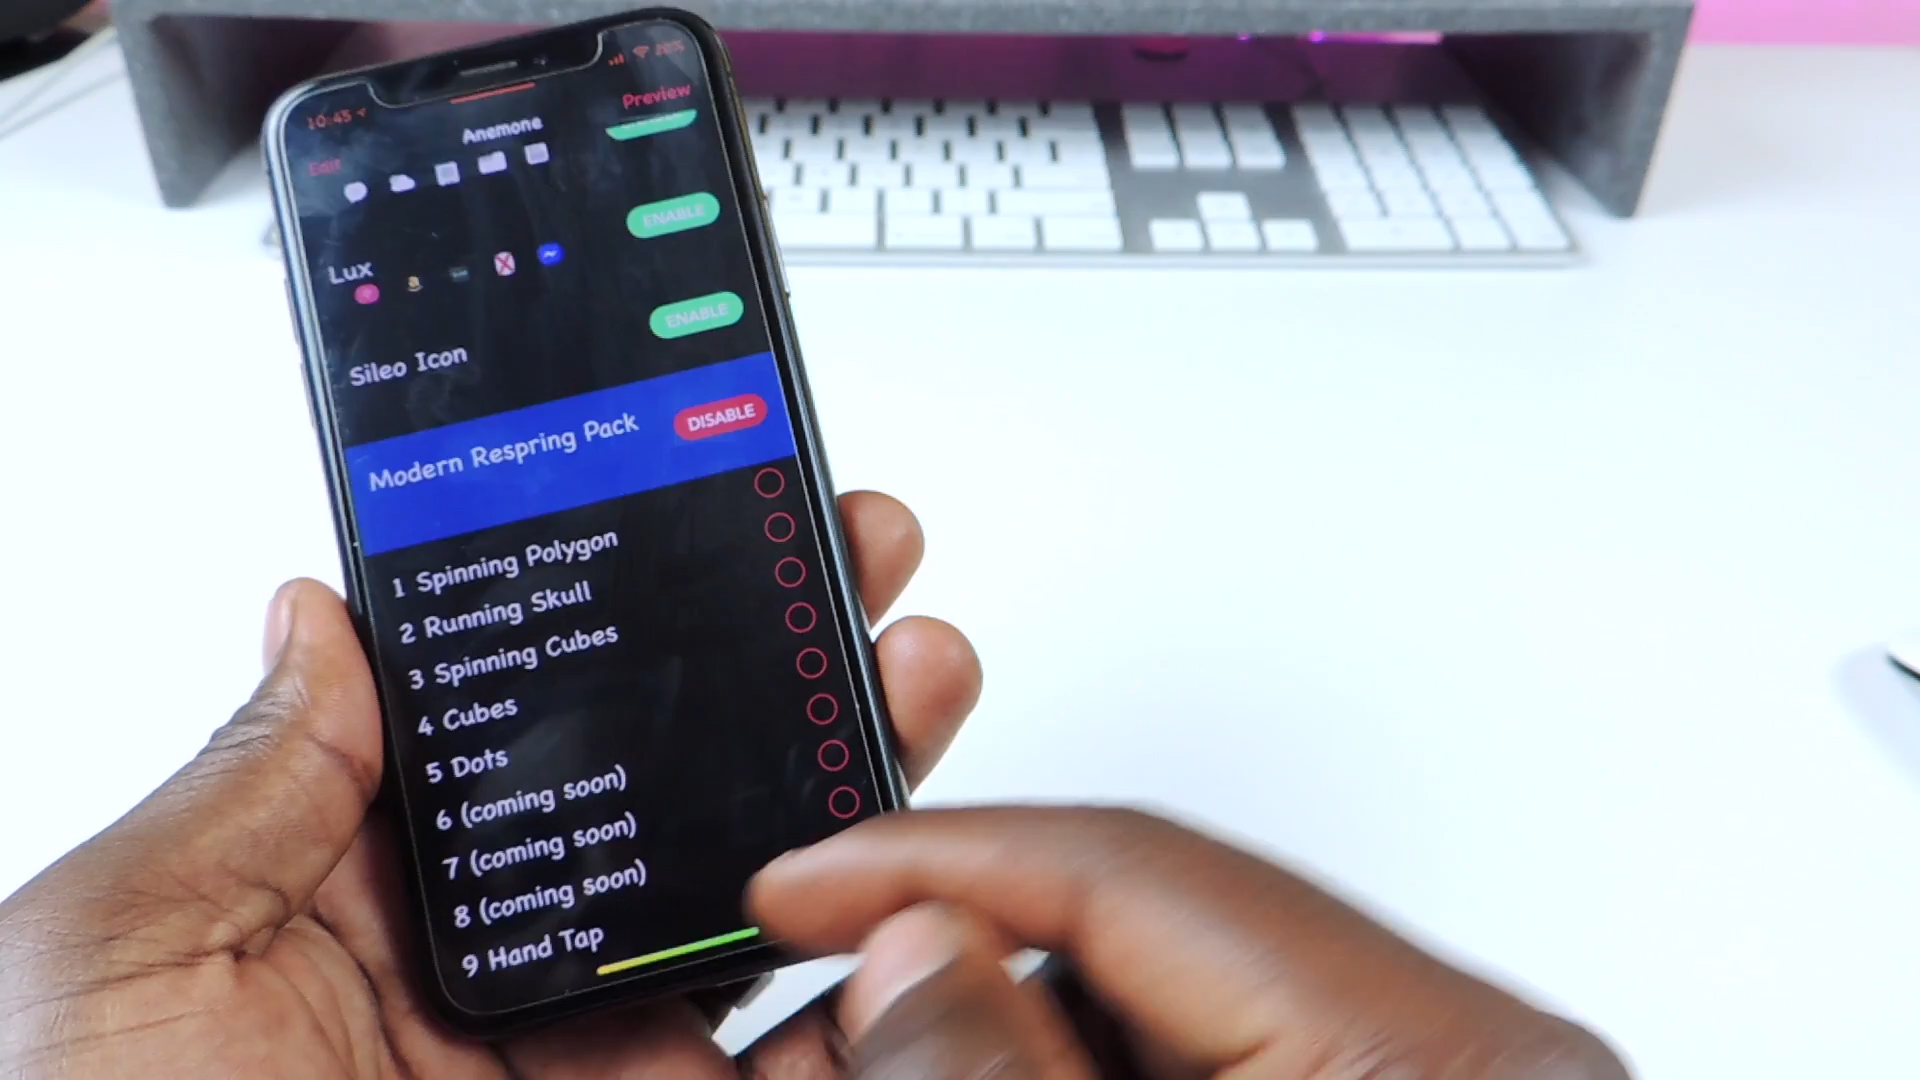 10:45
20%
Preview
Edit
Anemone
ENABLE
Lux
ENABLE
Sileo Icon
Modern Respring Pack
DISABLE
1 Spinning Polygon
2 Running Skull
3 Spinning Cubes
4 Cubes
5 Dots
6 (coming soon)
7 (coming soon)
8 (coming soon)
9 Hand Tap